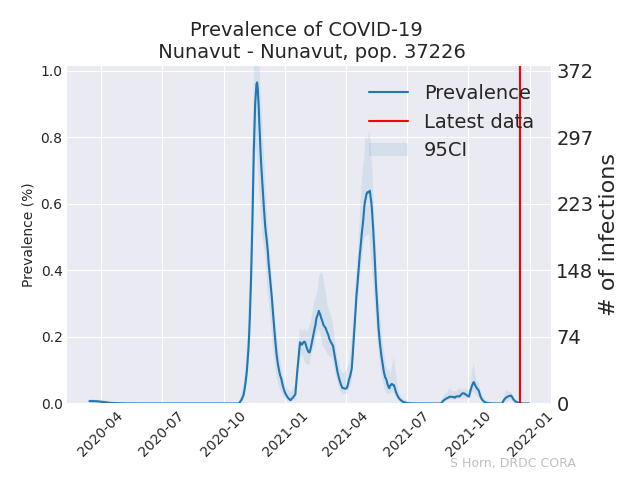 Prevalence of COVID-19
Nunavut - Nunavut, pop. 37226
Prevalence (%)
1.0
0.8
0.6
0.4
0.2
0.0
Prevalence
Latest data
95CI
372
297
223
148
74
0
# of infections
2020-04
2020-07
2020-10
2021-01
2021-04
2021-07
2021-10
2022-01
S Horn, DRDC CORA